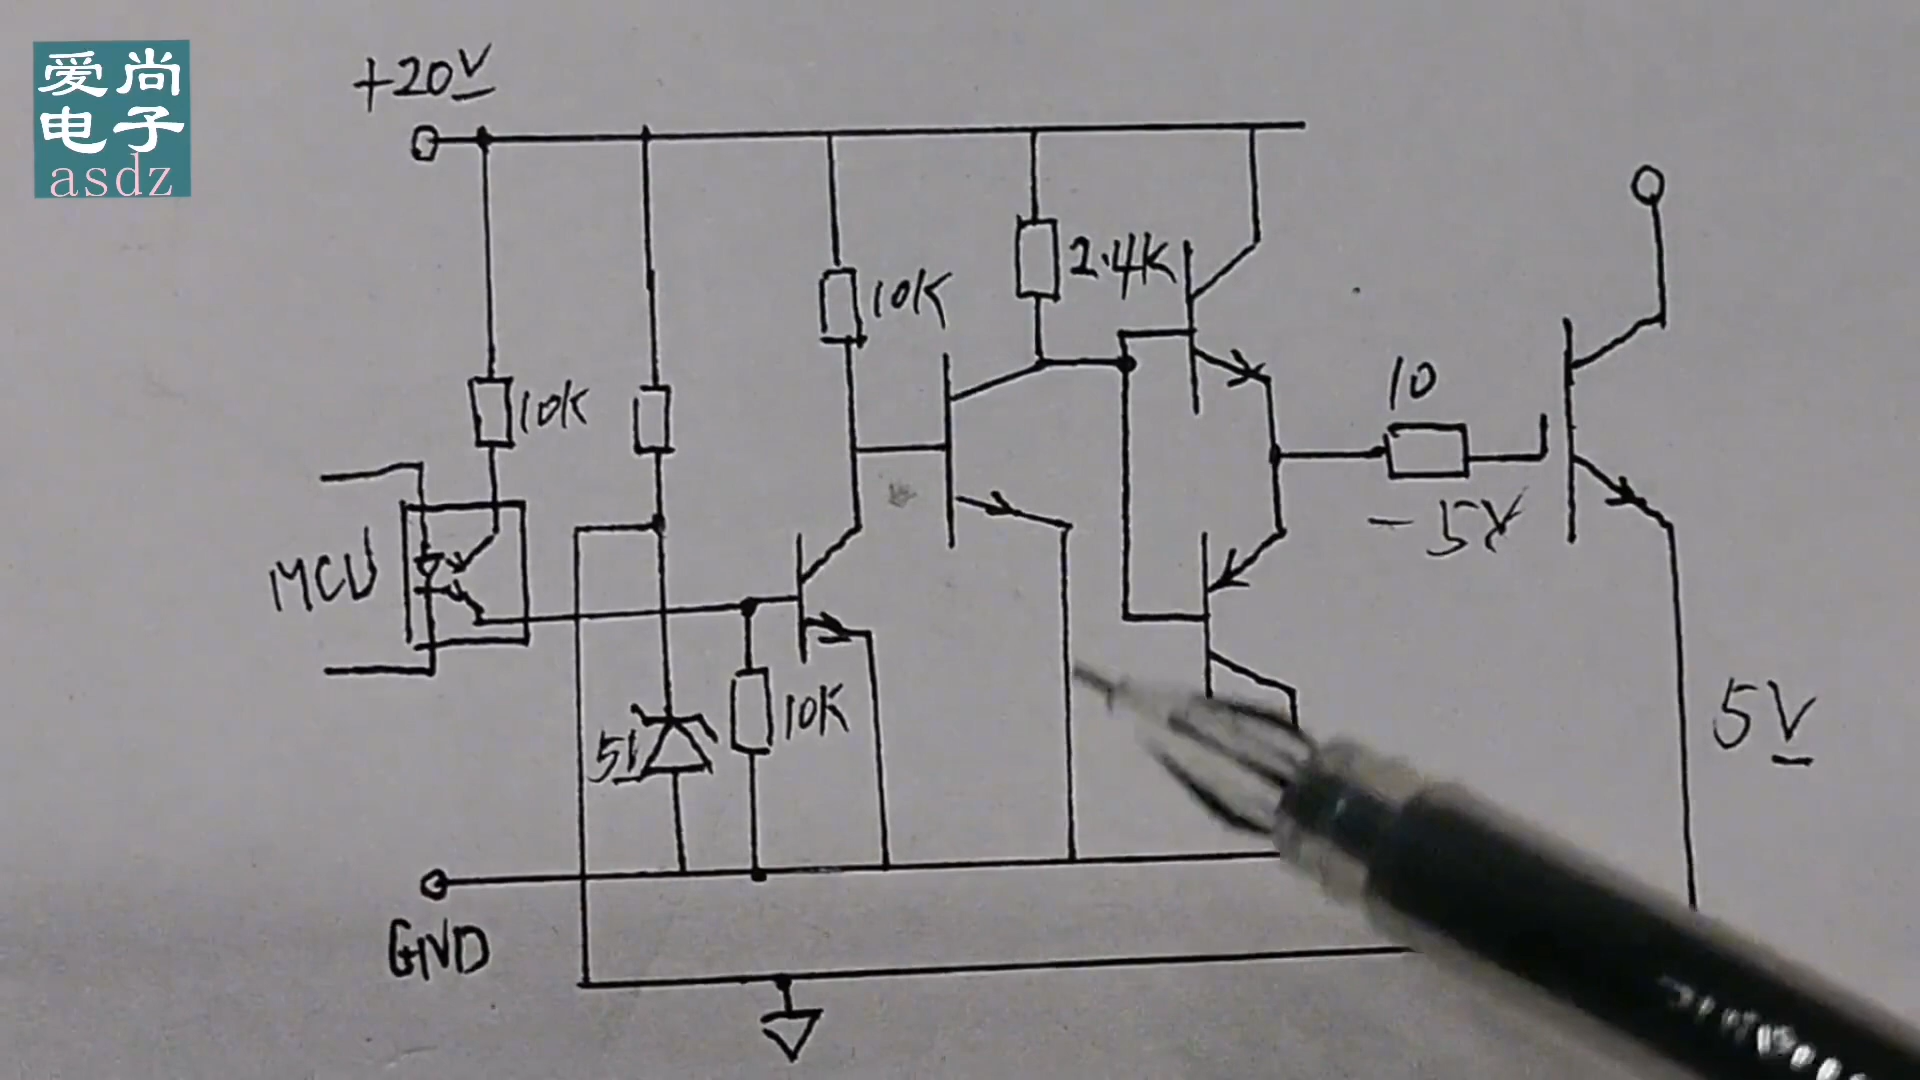 爱尚
电子
asdz
+20V
10K
2.4K
10K
10
-5V
MCU
51
10K
5V
GND